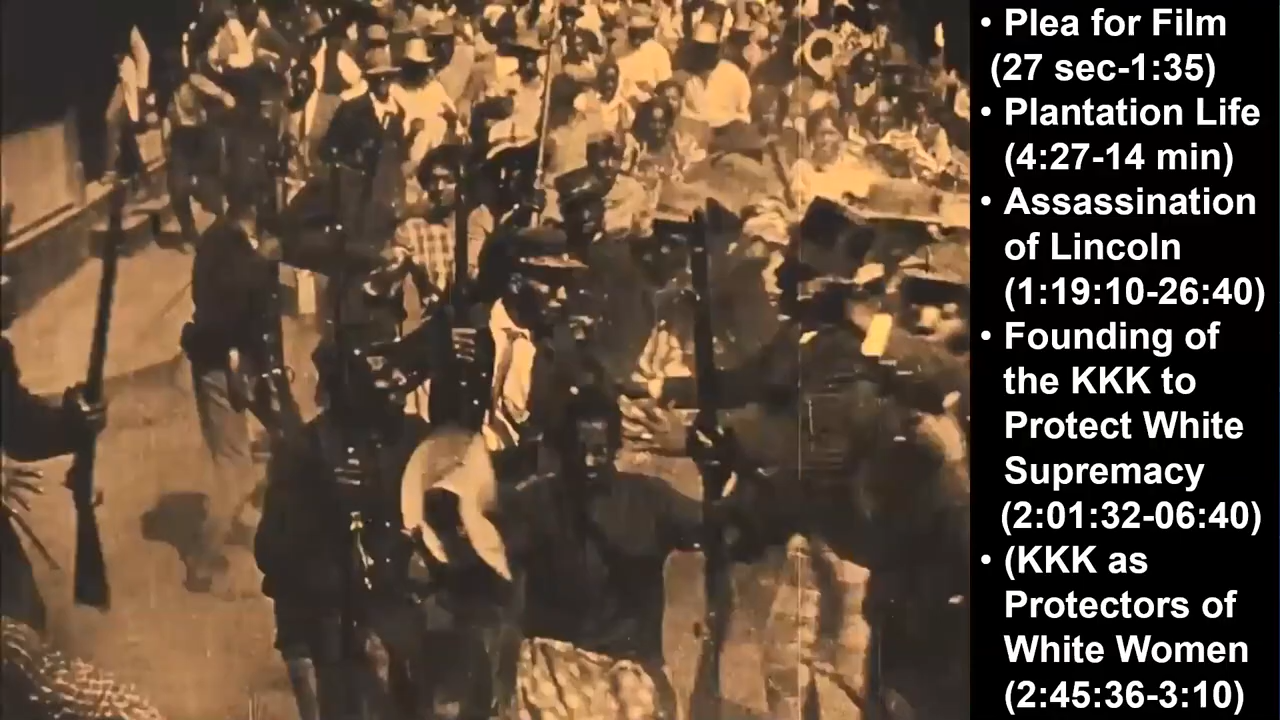 • Plea for Film
(27 sec-1:35)
• Plantation Life
(4:27-14 min)
• Assassination
of Lincoln
(1:19:10-26:40)
• Founding of
the KKK to
Protect White
Supremacy
(2:01:32-06:40)
• (KKK as
Protectors of
White Women
(2:45:36-3:10)